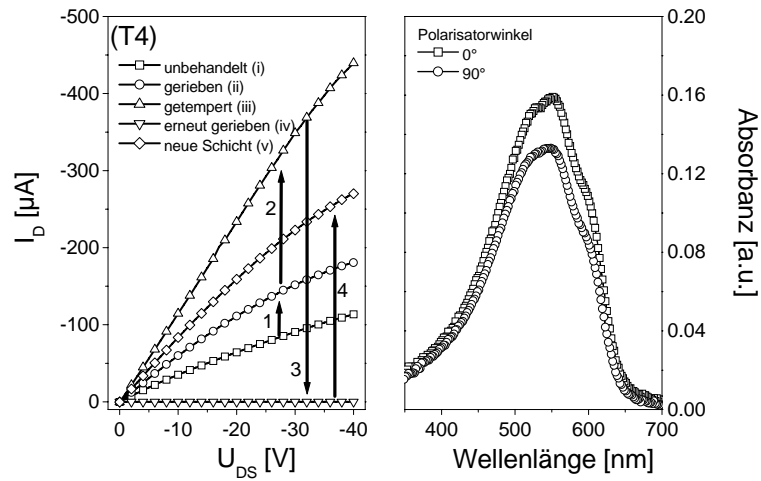 (T4)
unbehandelt (i)
gerieben (ii)
getempert (iii)
erneut gerieben (iv)
neue Schicht (v)
-500
-400
-300
-200
-100
0
I_D [µA]
1
2
3
4
0 -10 -20 -30 -40
U_DS [V]
Polarisatorwinkel
0°
90°
0.20
0.16
0.12
0.08
0.04
0.00
Absorbanz [a.u.]
400 500 600 700
Wellenlänge [nm]